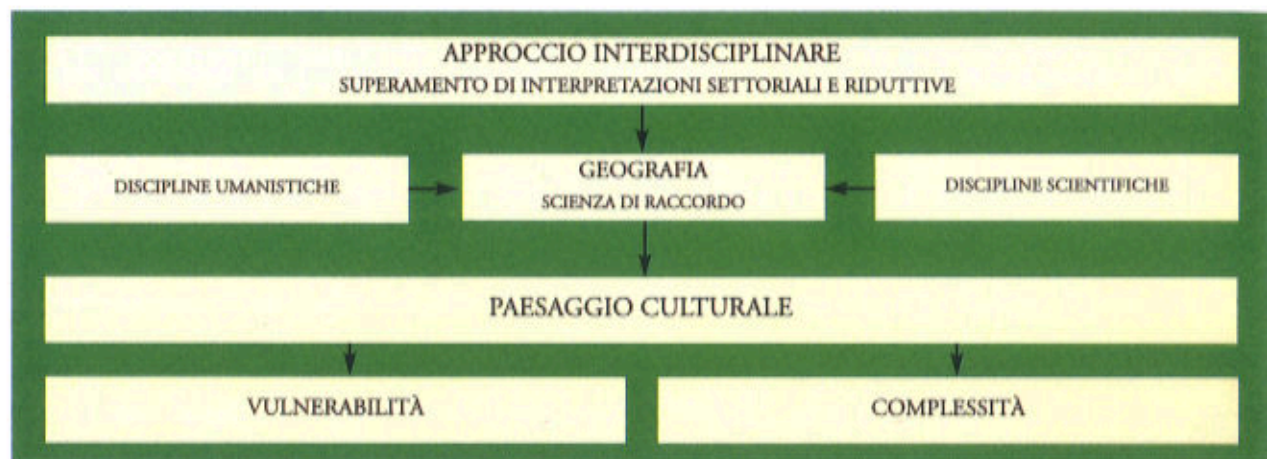 APPROCCIO INTERDISCIPLINARE
SUPERAMENTO DI INTERPRETAZIONI SETTORIALI E RIDUTTIVE
DISCIPLINE UMANISTICHE
GEOGRAFIA
SCIENZA DI RACCORDO
DISCIPLINE SCIENTIFICHE
PAESAGGIO CULTURALE
VULNERABILITÀ
COMPLESSITÀ